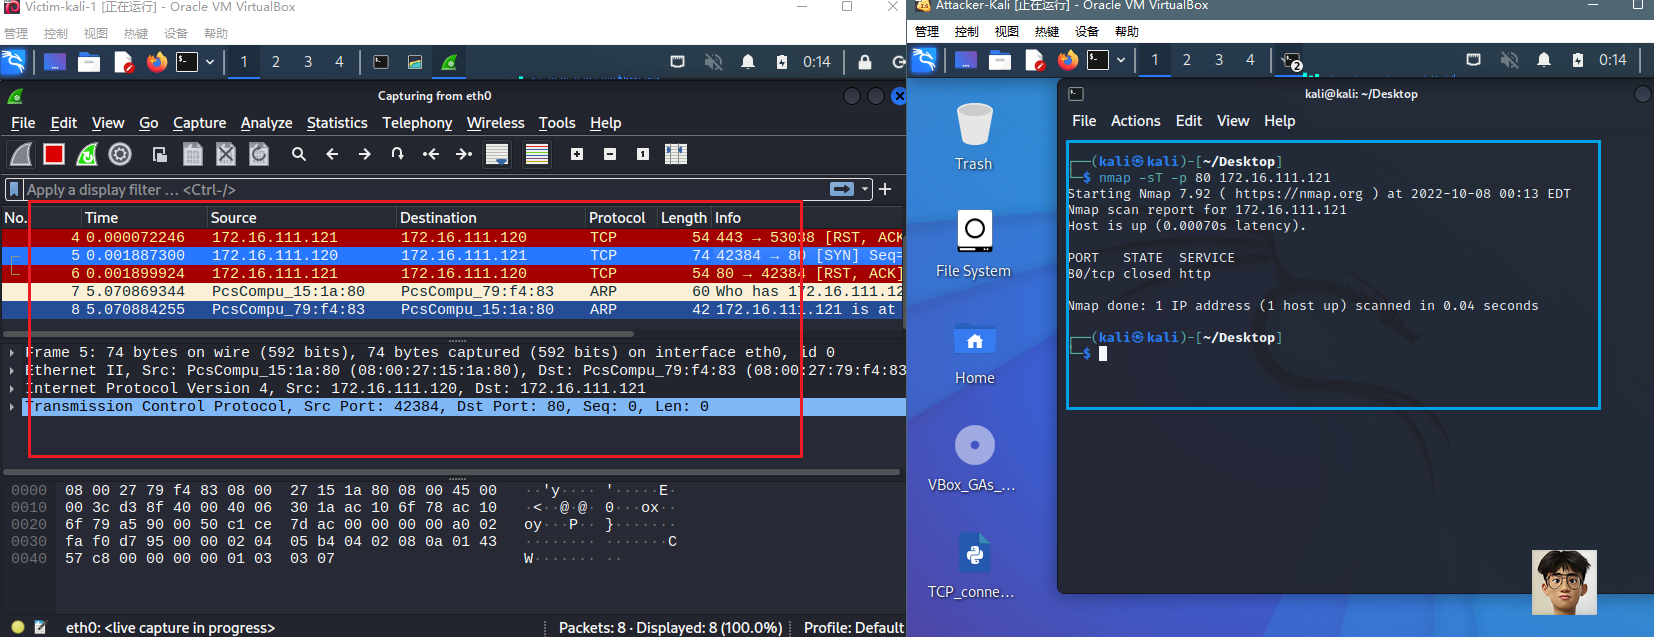 Victim-kali-1 [正在运行] - Oracle VM VirtualBox
管理 控制 视图 热键 设备 帮助
1 2 3 4 0:14
Capturing from eth0
File Edit View Go Capture Analyze Statistics Telephony Wireless Tools Help
Apply a display filter ... <Ctrl-/>
No. Time Source Destination Protocol Length Info
4 0.000072246 172.16.111.121 172.16.111.120 TCP 54 443 → 53038 [RST, ACK
5 0.001887300 172.16.111.120 172.16.111.121 TCP 74 42384 → 80 [SYN] Seq=
6 0.001899924 172.16.111.121 172.16.111.120 TCP 54 80 → 42384 [RST, ACK]
7 5.070869344 PcsCompu_15:1a:80 PcsCompu_79:f4:83 ARP 60 Who has 172.16.111.12
8 5.070884255 PcsCompu_79:f4:83 PcsCompu_15:1a:80 ARP 42 172.16.111.121 is at
Frame 5: 74 bytes on wire (592 bits), 74 bytes captured (592 bits) on interface eth0, id 0
Ethernet II, Src: PcsCompu_15:1a:80 (08:00:27:15:1a:80), Dst: PcsCompu_79:f4:83 (08:00:27:79:f4:83
Internet Protocol Version 4, Src: 172.16.111.120, Dst: 172.16.111.121
Transmission Control Protocol, Src Port: 42384, Dst Port: 80, Seq: 0, Len: 0
0000 08 00 27 79 f4 83 08 00 27 15 1a 80 08 00 45 00 ··'y···· '·····E·
0010 00 3c d3 8f 40 00 40 06 30 1a ac 10 6f 78 ac 10 ·<··@·@· 0···ox··
0020 6f 79 a5 90 00 50 c1 ce 7d ac 00 00 00 00 a0 02 oy···P·· }·······
0030 fa f0 d7 95 00 00 02 04 05 b4 04 02 08 0a 01 43 ········ ·······C
0040 57 c8 00 00 00 00 01 03 03 07 W······· ··
eth0: <live capture in progress> Packets: 8 · Displayed: 8 (100.0%) Profile: Default
Attacker-Kali [正在运行] - Oracle VM VirtualBox
管理 控制 视图 热键 设备 帮助
1 2 3 4 2 0:14
Trash
File System
Home
VBox_GAs_...
TCP_conne...
kali@kali: ~/Desktop
File Actions Edit View Help
┌──(kali㉿kali)-[~/Desktop]
└─$ nmap -sT -p 80 172.16.111.121
Starting Nmap 7.92 ( https://nmap.org ) at 2022-10-08 00:13 EDT
Nmap scan report for 172.16.111.121
Host is up (0.00070s latency).
PORT STATE SERVICE
80/tcp closed http
Nmap done: 1 IP address (1 host up) scanned in 0.04 seconds
┌──(kali㉿kali)-[~/Desktop]
└─$